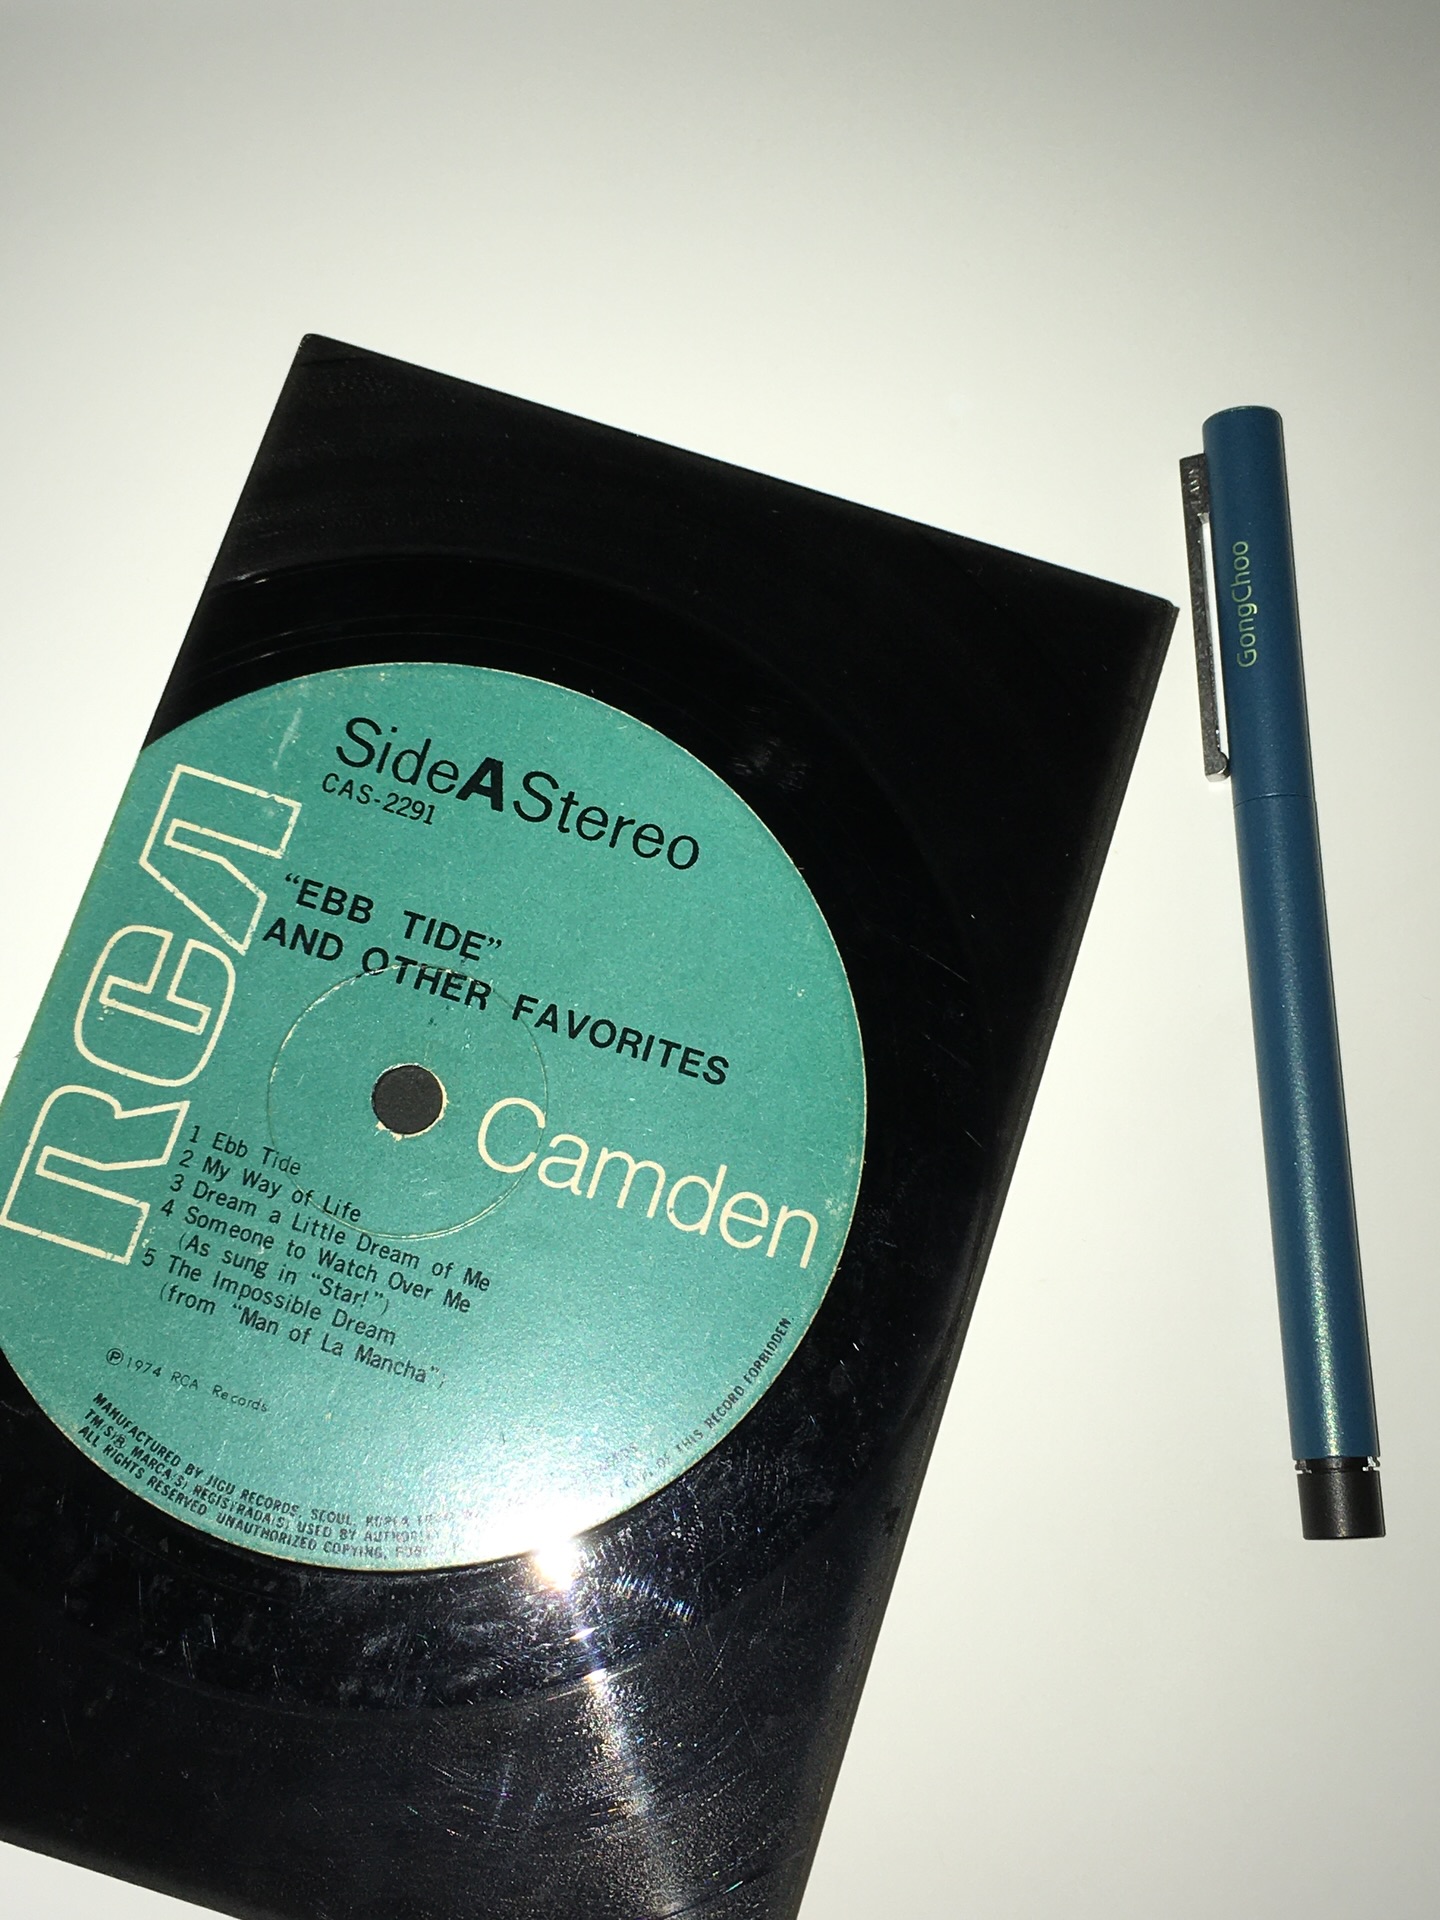 SideAStereo
CAS-2291
"EBB TIDE"
AND OTHER FAVORITES
RCA
Camden
1 Ebb Tide
2 My Way of Life
3 Dream a Little Dream of Me
4 Someone to Watch Over Me
(As sung in "Star!")
5 The Impossible Dream
(from "Man of La Mancha")
℗1974 RCA Records
MANUFACTURED BY JIGU RECORDS, SEOUL, KOREA
TM(S)® MARCA(S) REGISTRADA(S) USED BY
ALL RIGHTS RESERVED. UNAUTHORIZED COPYING,
OF THIS RECORD FORBIDDEN
GongChoo